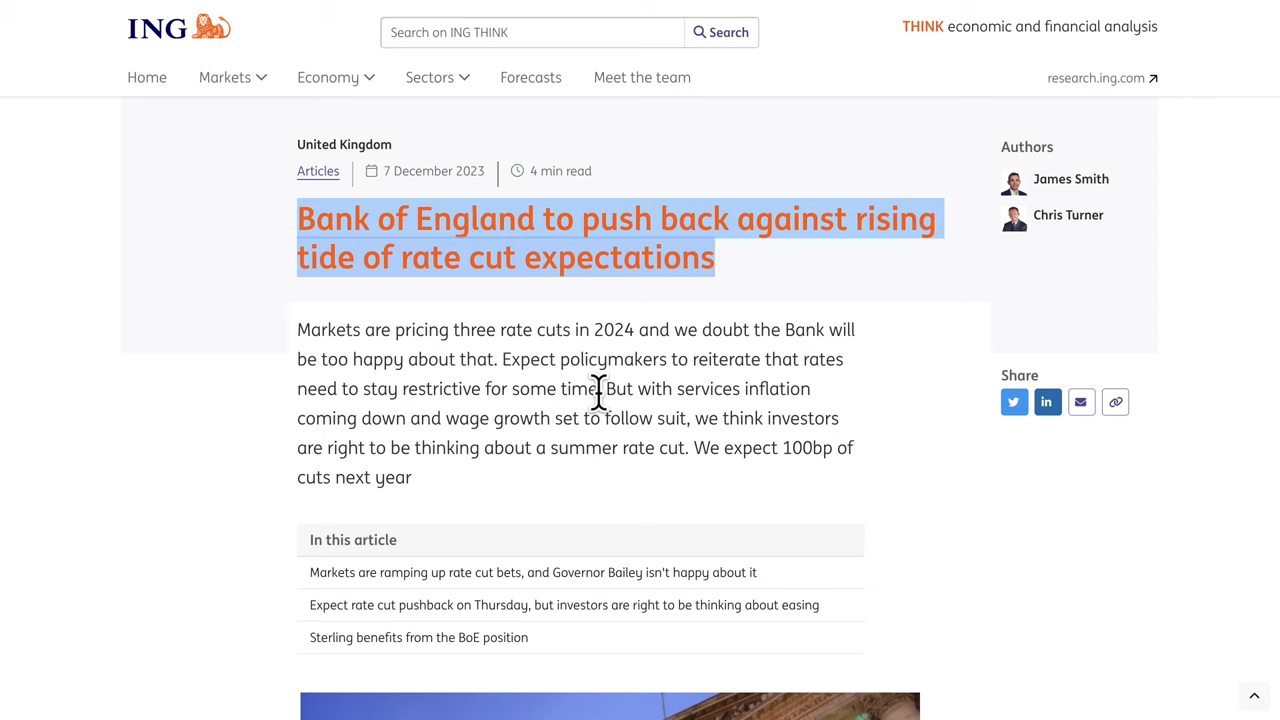 ING
Search on ING THINK
Search
THINK economic and financial analysis
Home
Markets
Economy
Sectors
Forecasts
Meet the team
research.ing.com
United Kingdom
Articles
7 December 2023
4 min read
Bank of England to push back against rising
tide of rate cut expectations
Authors
James Smith
Chris Turner
Markets are pricing three rate cuts in 2024 and we doubt the Bank will
be too happy about that. Expect policymakers to reiterate that rates
need to stay restrictive for some time. But with services inflation
coming down and wage growth set to follow suit, we think investors
are right to be thinking about a summer rate cut. We expect 100bp of
cuts next year
Share
In this article
Markets are ramping up rate cut bets, and Governor Bailey isn't happy about it
Expect rate cut pushback on Thursday, but investors are right to be thinking about easing
Sterling benefits from the BoE position